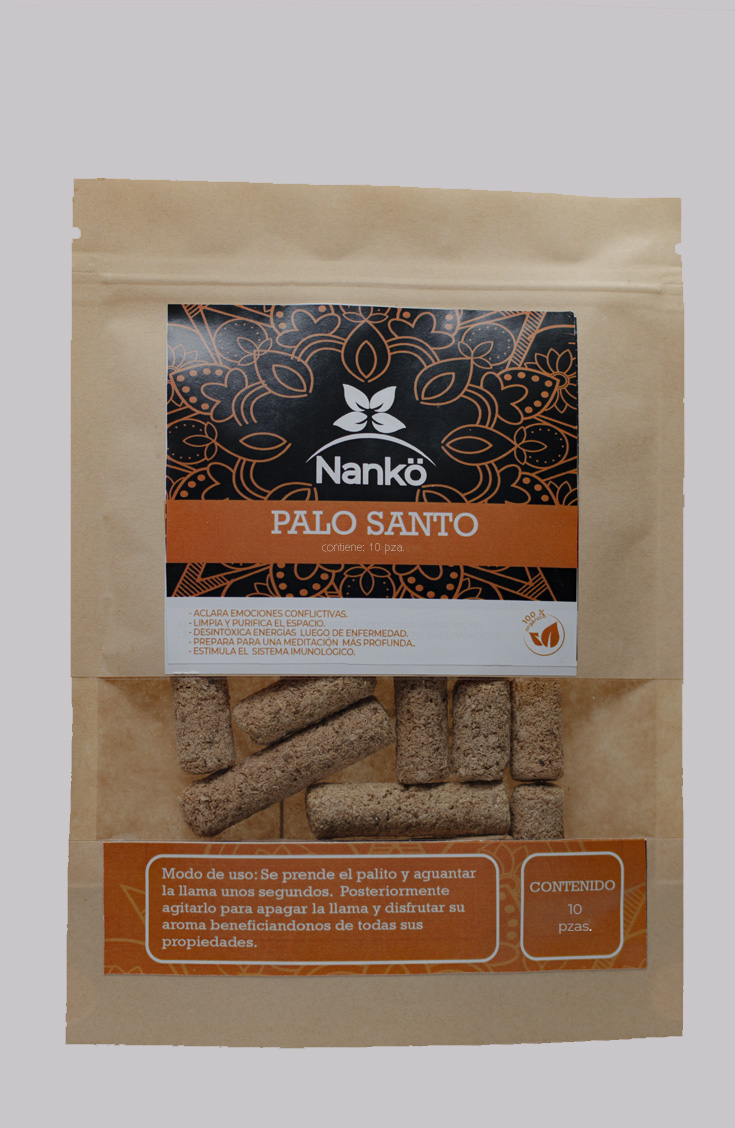 Nankö
PALO SANTO
contiene: 10 pza.
- ACLARA EMOCIONES CONFLICTIVAS.
- LIMPIA Y PURIFICA EL ESPACIO.
- DESINTOXICA ENERGÍAS LUEGO DE ENFERMEDAD.
- PREPARA PARA UNA MEDITACIÓN MÁS PROFUNDA.
- ESTIMULA EL SISTEMA IMUNOLÓGICO.
100 %
Modo de uso: Se prende el palito y aguantar
la llama unos segundos. Posteriormente
agitarlo para apagar la llama y disfrutar su
aroma beneficiandonos de todas sus
propiedades.
CONTENIDO
10
pzas.